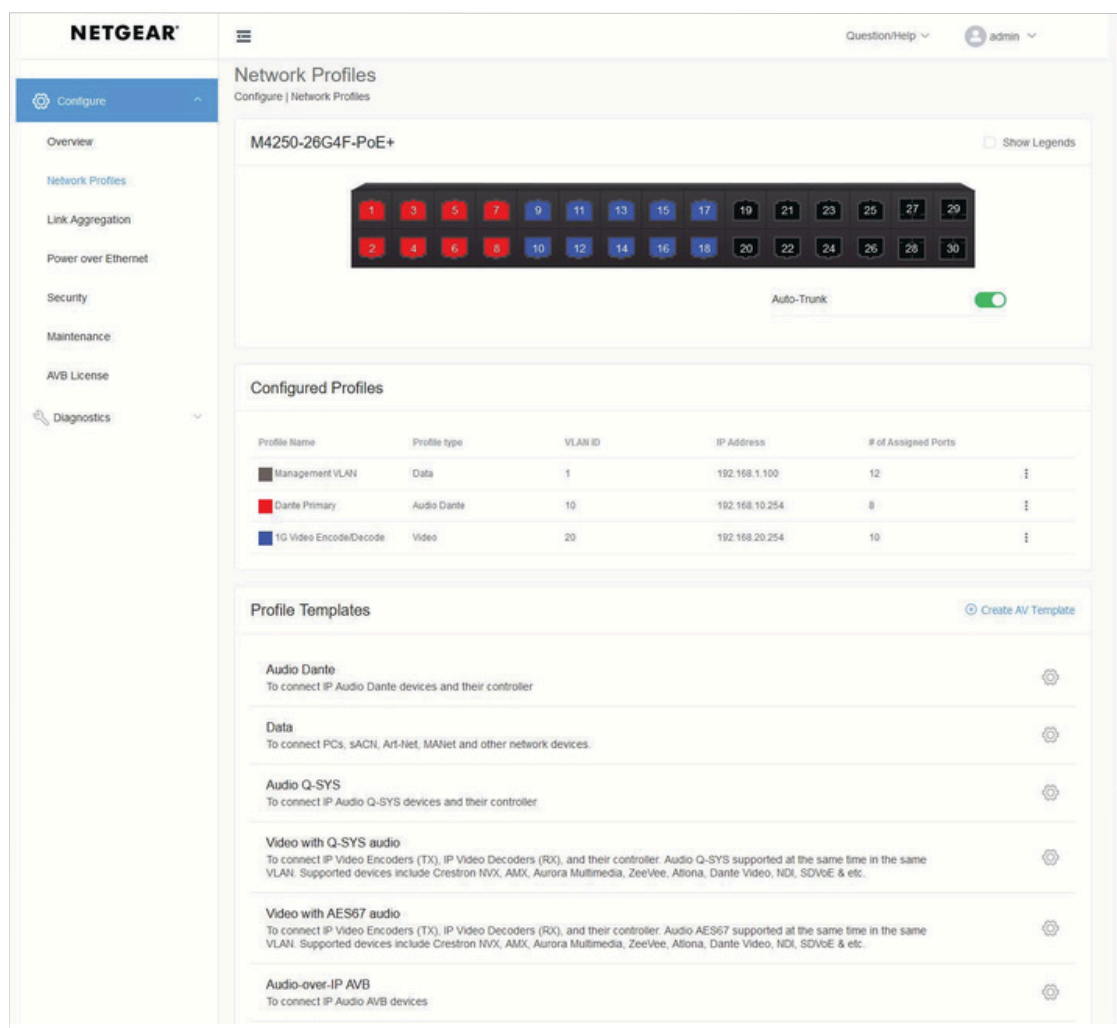 NETGEAR
Question/Help
admin
Network Profiles
Configure
Configure | Network Profiles
Overview
M4250-26G4F-PoE+
Show Legends
Network Profiles
1 3 5 7 9 11 13 15 17 19 21 23 25 27 29
Link Aggregation
2 4 6 8 10 12 14 16 18 20 22 24 26 28 30
Power over Ethernet
Security
Auto-Trunk
Maintenance
AVB License
Configured Profiles
Diagnostics
Profile Name Profile type VLAN ID IP Address # of Assigned Ports
Management VLAN Data 1 192.168.1.100 12
Dante Primary Audio Dante 10 192.168.10.254 8
1G Video Encode/Decode Video 20 192.168.20.254 10
Profile Templates
Create AV Template
Audio Dante
To connect IP Audio Dante devices and their controller
Data
To connect PCs, sACN, Art-Net, MANet and other network devices.
Audio Q-SYS
To connect IP Audio Q-SYS devices and their controller
Video with Q-SYS audio
To connect IP Video Encoders (TX), IP Video Decoders (RX), and their controller. Audio Q-SYS supported at the same time in the same
VLAN. Supported devices include Crestron NVX, AMX, Aurora Multimedia, ZeeVee, Atlona, Dante Video, NDI, SDVoE & etc.
Video with AES67 audio
To connect IP Video Encoders (TX), IP Video Decoders (RX), and their controller. Audio AES67 supported at the same time in the same
VLAN. Supported devices include Crestron NVX, AMX, Aurora Multimedia, ZeeVee, Atlona, Dante Video, NDI, SDVoE & etc.
Audio-over-IP AVB
To connect IP Audio AVB devices